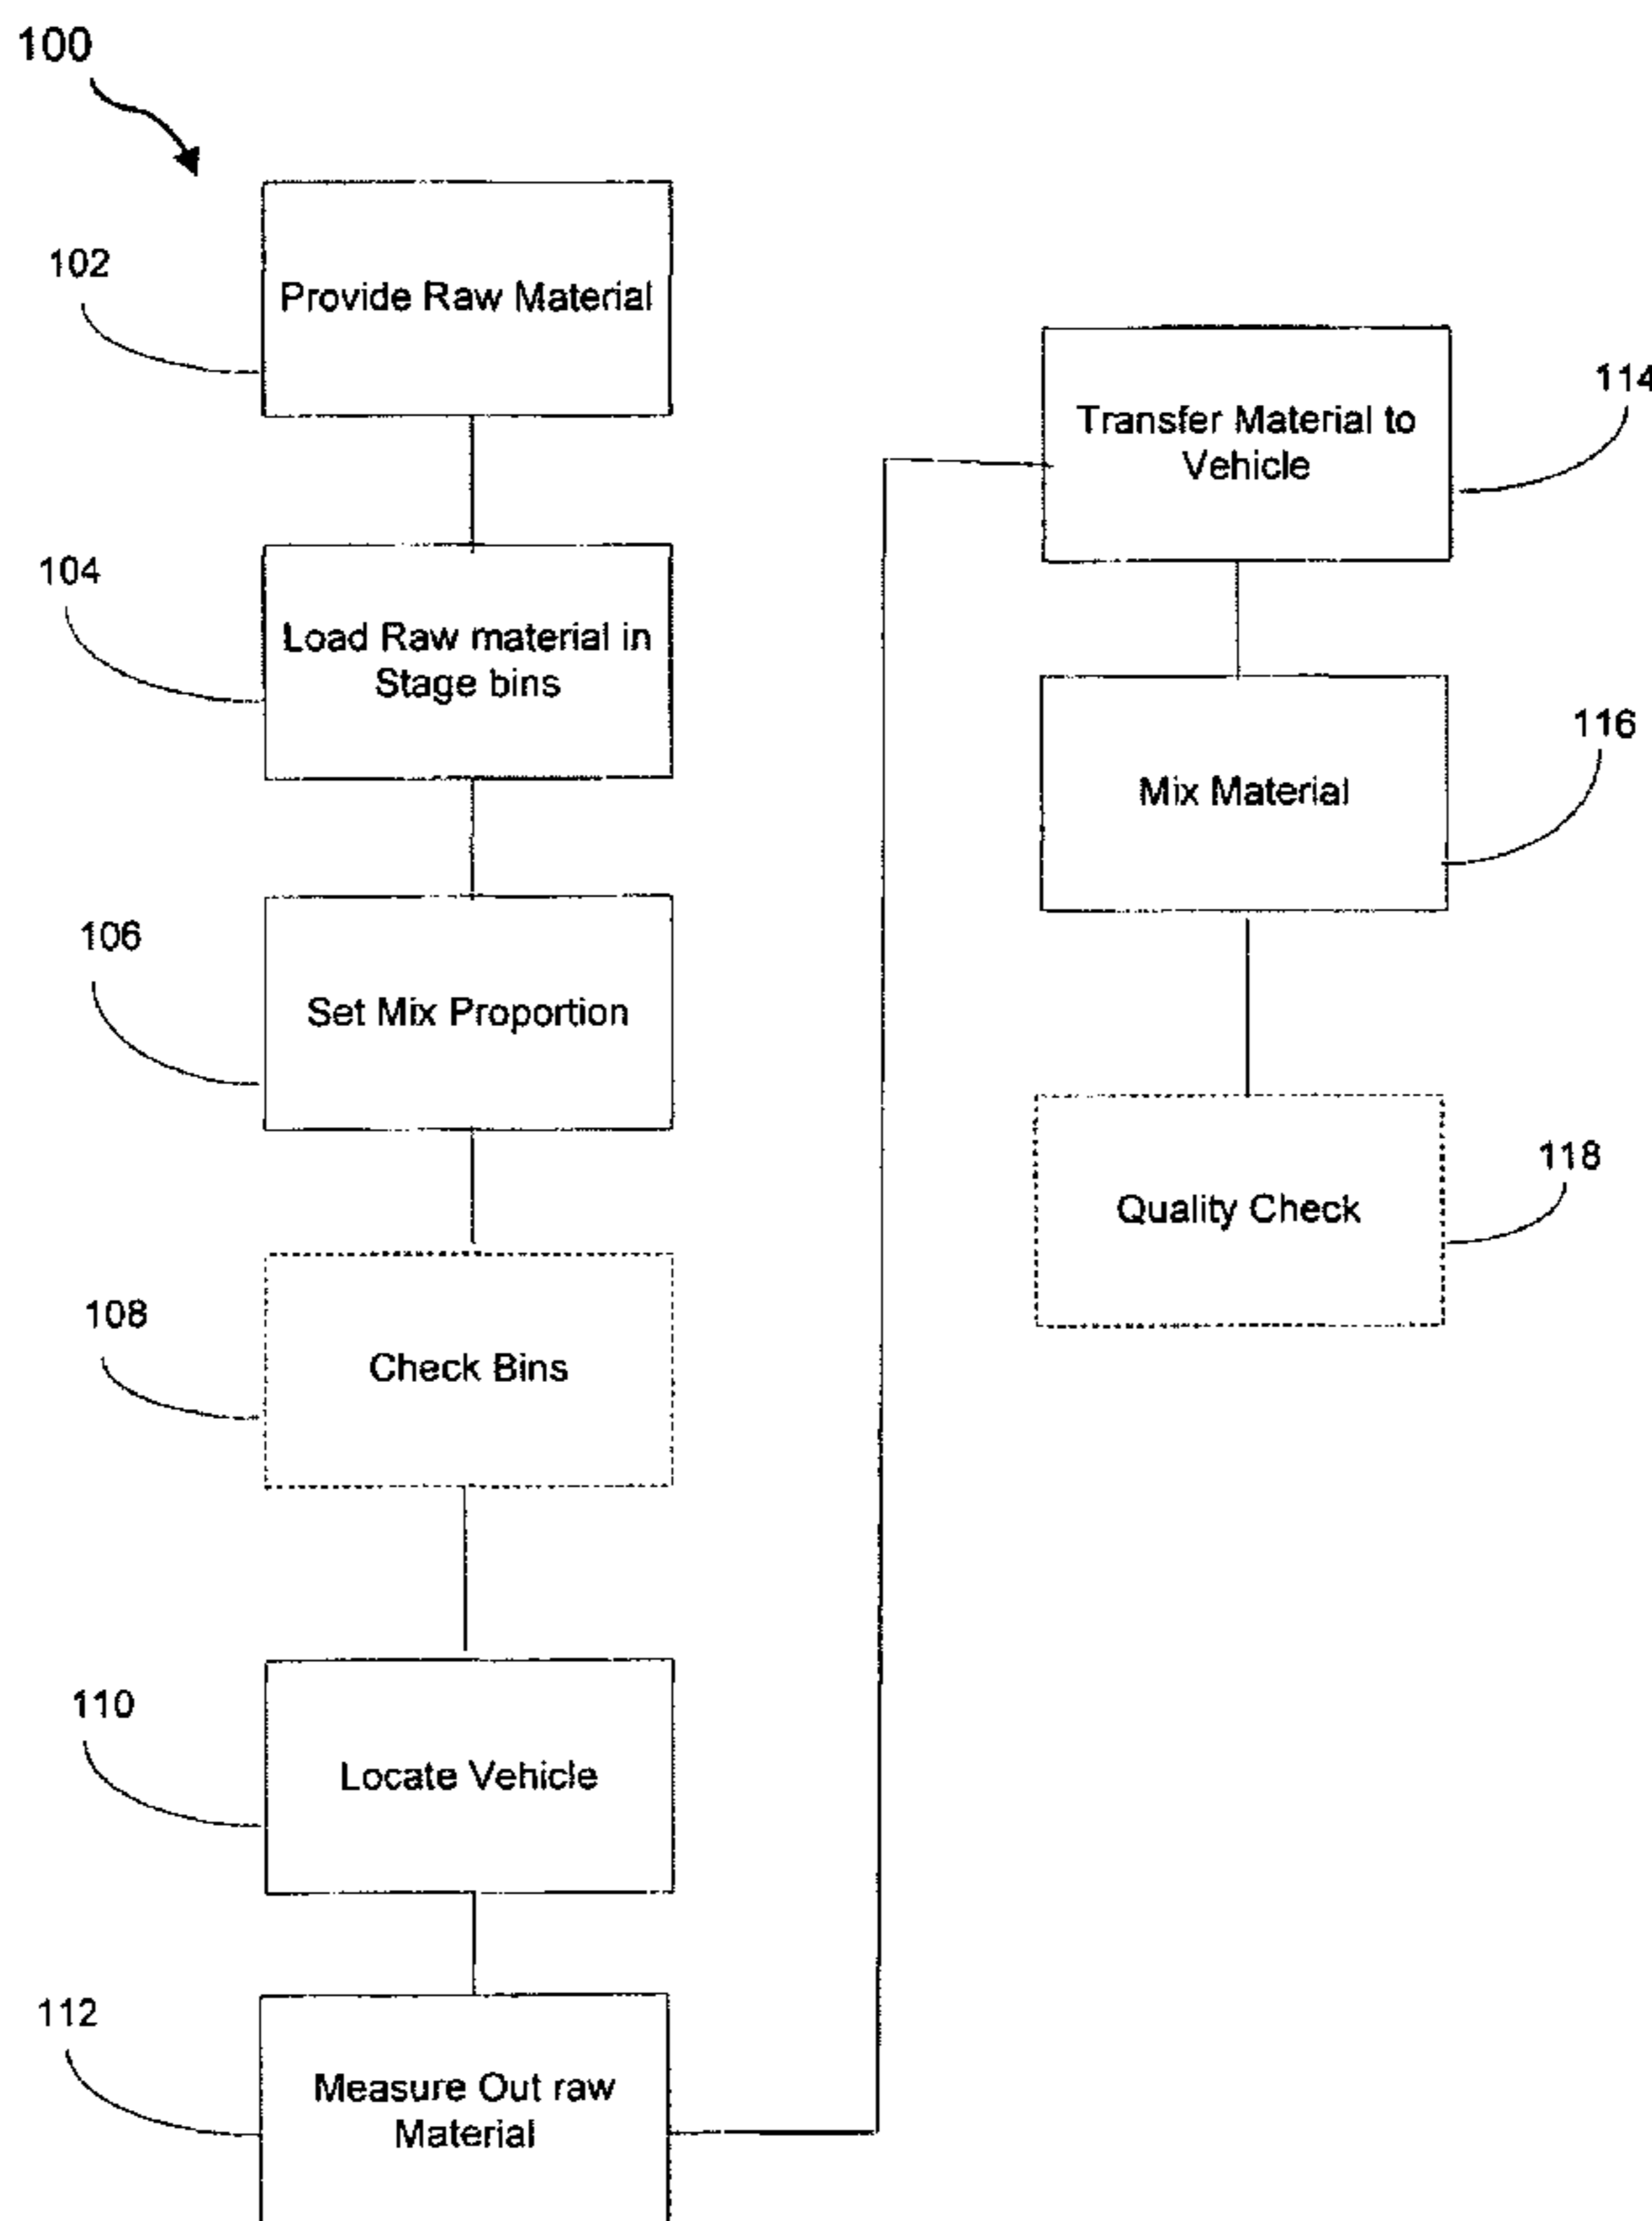 100
102
Provide Raw Material
104
Load Raw material in
Stage bins
106
Set Mix Proportion
108
Check Bins
110
Locate Vehicle
112
Measure Out raw
Material
114
Transfer Material to
Vehicle
116
Mix Material
118
Quality Check